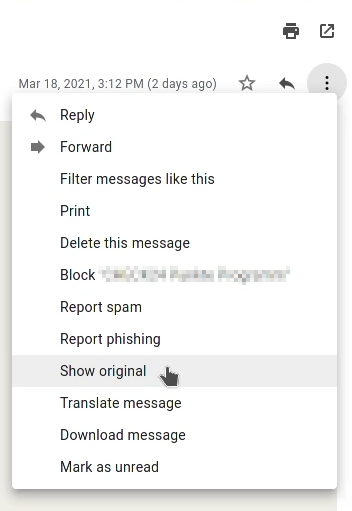 Mar 18, 2021, 3:12 PM (2 days ago)
Reply
Forward
Filter messages like this
Print
Delete this message
Block
Report spam
Report phishing
Show original
Translate message
Download message
Mark as unread